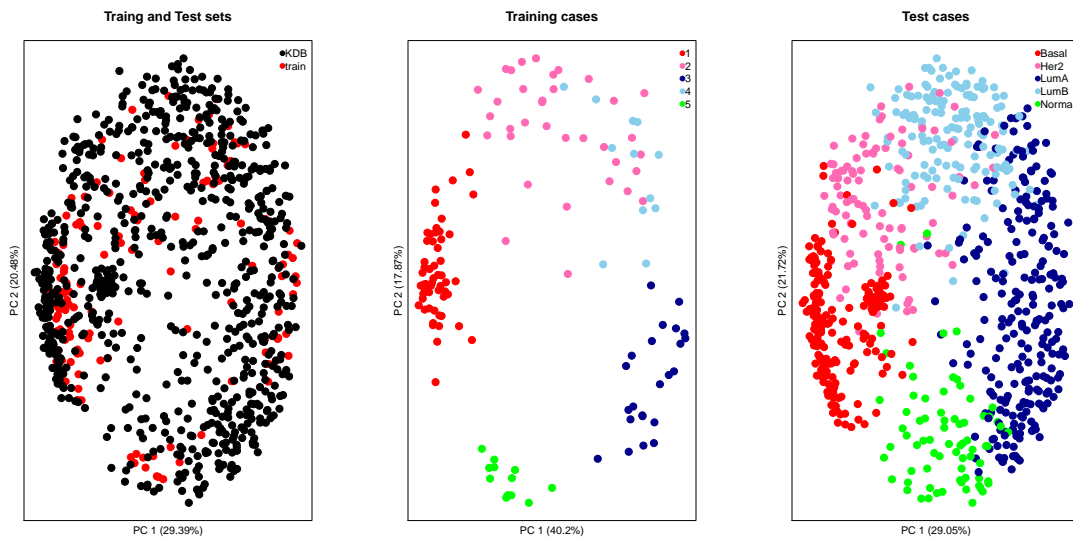 Traing and Test sets
KDB
train
PC 2 (20.48%)
PC 1 (29.39%)
Training cases
1
2
3
4
5
PC 2 (17.87%)
PC 1 (40.2%)
Test cases
Basal
Her2
LumA
LumB
Norma
PC 2 (21.72%)
PC 1 (29.05%)